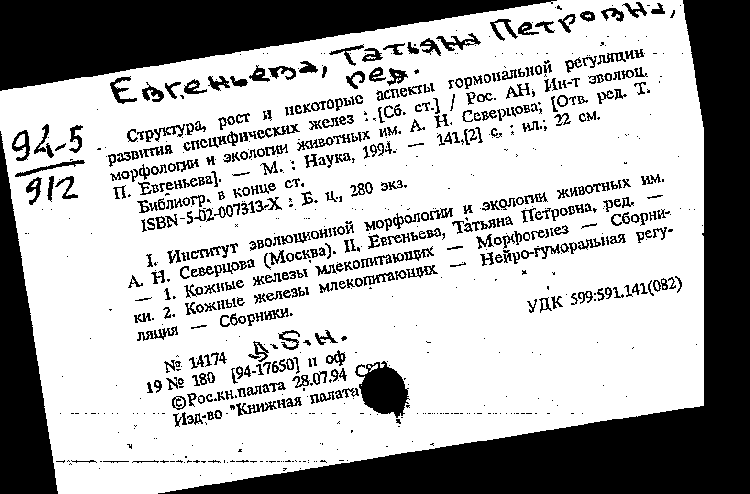 Евгеньева, Татьяна Петровна,
ред.
94-5
912
Структура, рост и некоторые аспекты гормональной регуляции
развития специфических желез : [Сб. ст.] / Рос. АН, Ин-т эволюц.
морфологии и экологии животных им. А. Н. Северцова; [Отв. ред. Т.
П. Евгеньева]. — М. : Наука, 1994. — 141,[2] с. : ил.; 22 см.
Библиогр. в конце ст.
ISBN 5-02-007313-X : Б. ц., 280 экз.
I. Институт эволюционной морфологии и экологии животных им.
А. Н. Северцова (Москва). II. Евгеньева, Татьяна Петровна, ред. —
— 1. Кожные железы млекопитающих — Морфогенез — Сборни-
ки. 2. Кожные железы млекопитающих — Нейро-гуморальная регу-
ляция — Сборники.
УДК 599:591.141(082)
№ 14174
19 № 180 [94-17650] п оф
©Рос.кн.палата 28.07.94
Изд-во "Книжная палата"